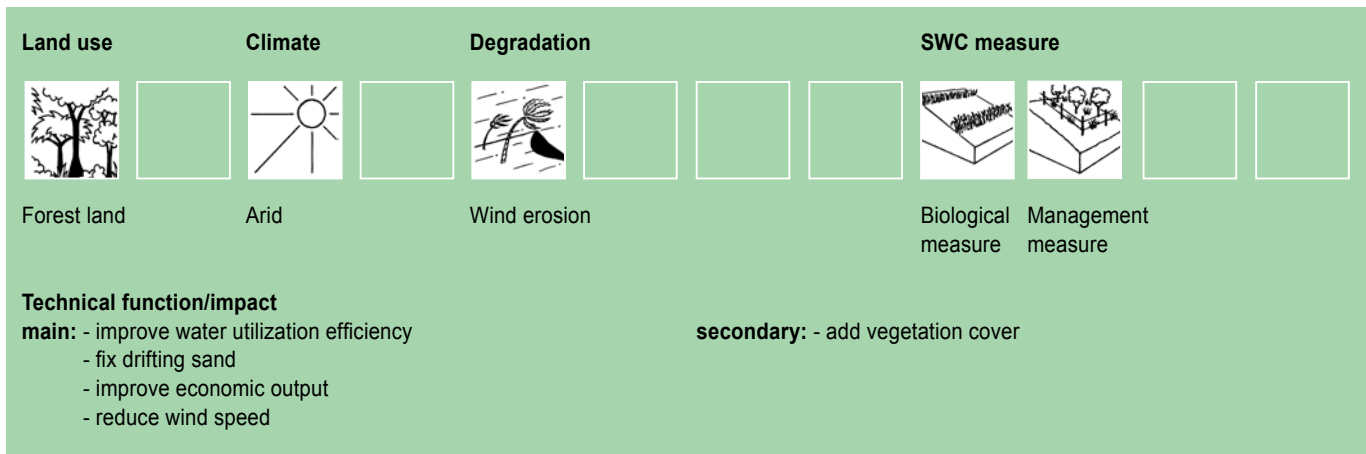 Land use Climate Degradation SWC measure
Forest land Arid Wind erosion Biological measure Management measure
Technical function/impact
main: - improve water utilization efficiency secondary: - add vegetation cover
- fix drifting sand
- improve economic output
- reduce wind speed